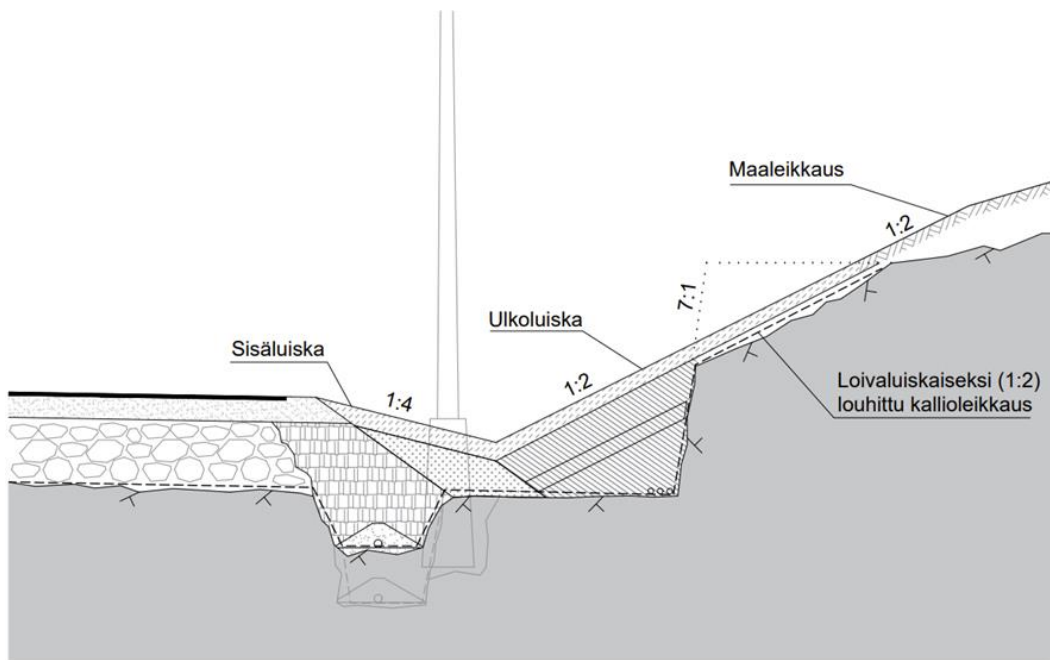 Maaleikkaus
1:2
7:1
Ulkoluiska
Sisäluiska
1:2
1:4
Loivaluiskaiseksi (1:2)
louhittu kallioleikkaus